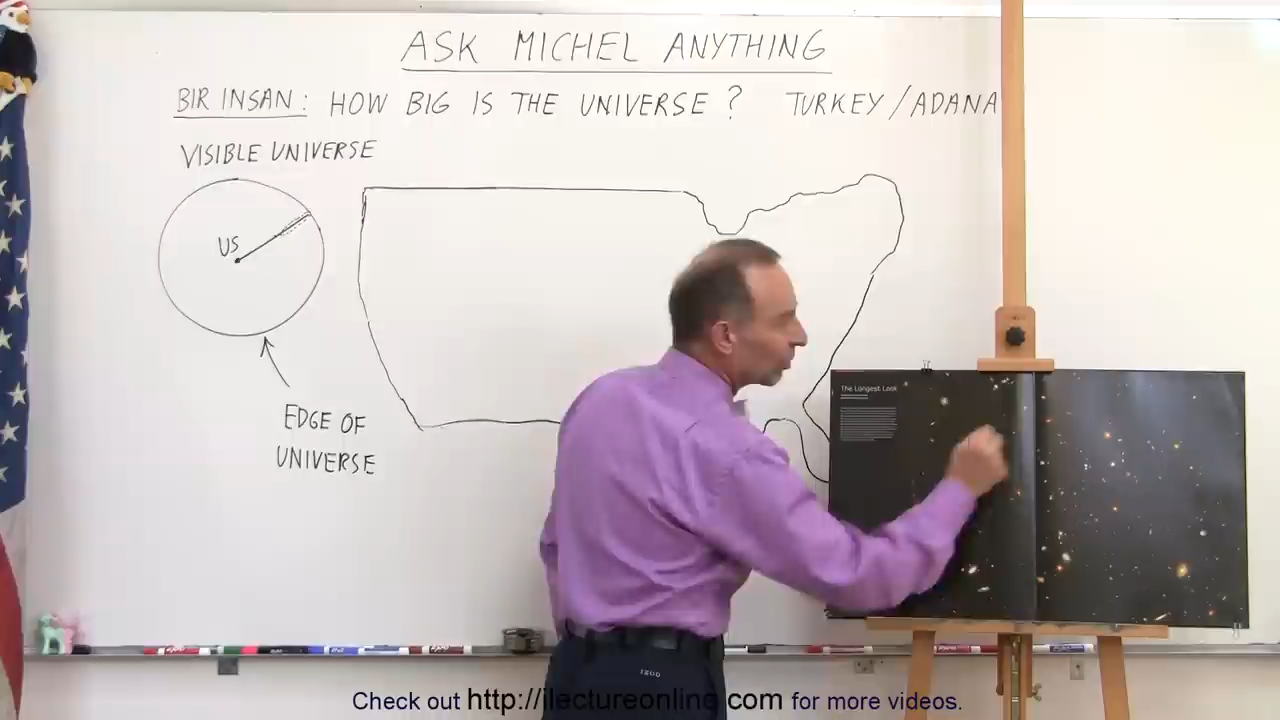 ASK MICHEL ANYTHING
BIR INSAN: HOW BIG IS THE UNIVERSE? TURKEY/ADANA
VISIBLE UNIVERSE
US
EDGE OF
UNIVERSE
The Longest Look
IZOD
Check out http://ilectureonline.com for more videos.